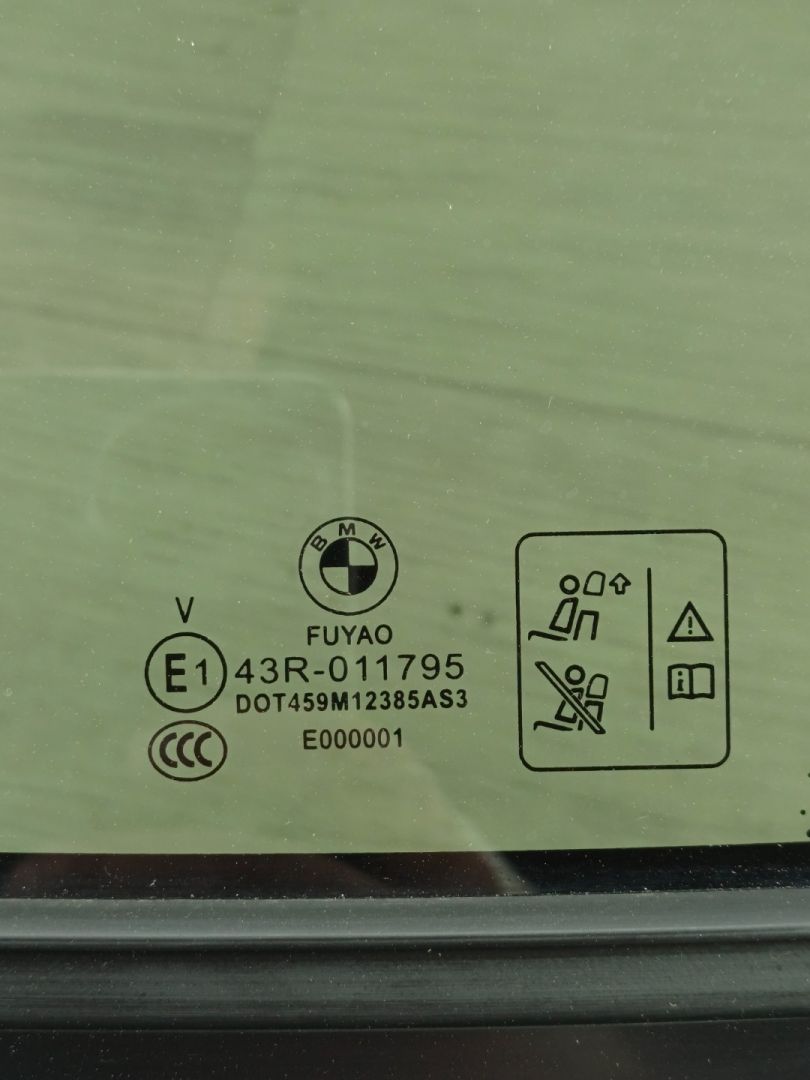 BMW
FUYAO
V
E1 43R-011795
DOT459M12385AS3
CCC
E000001
i